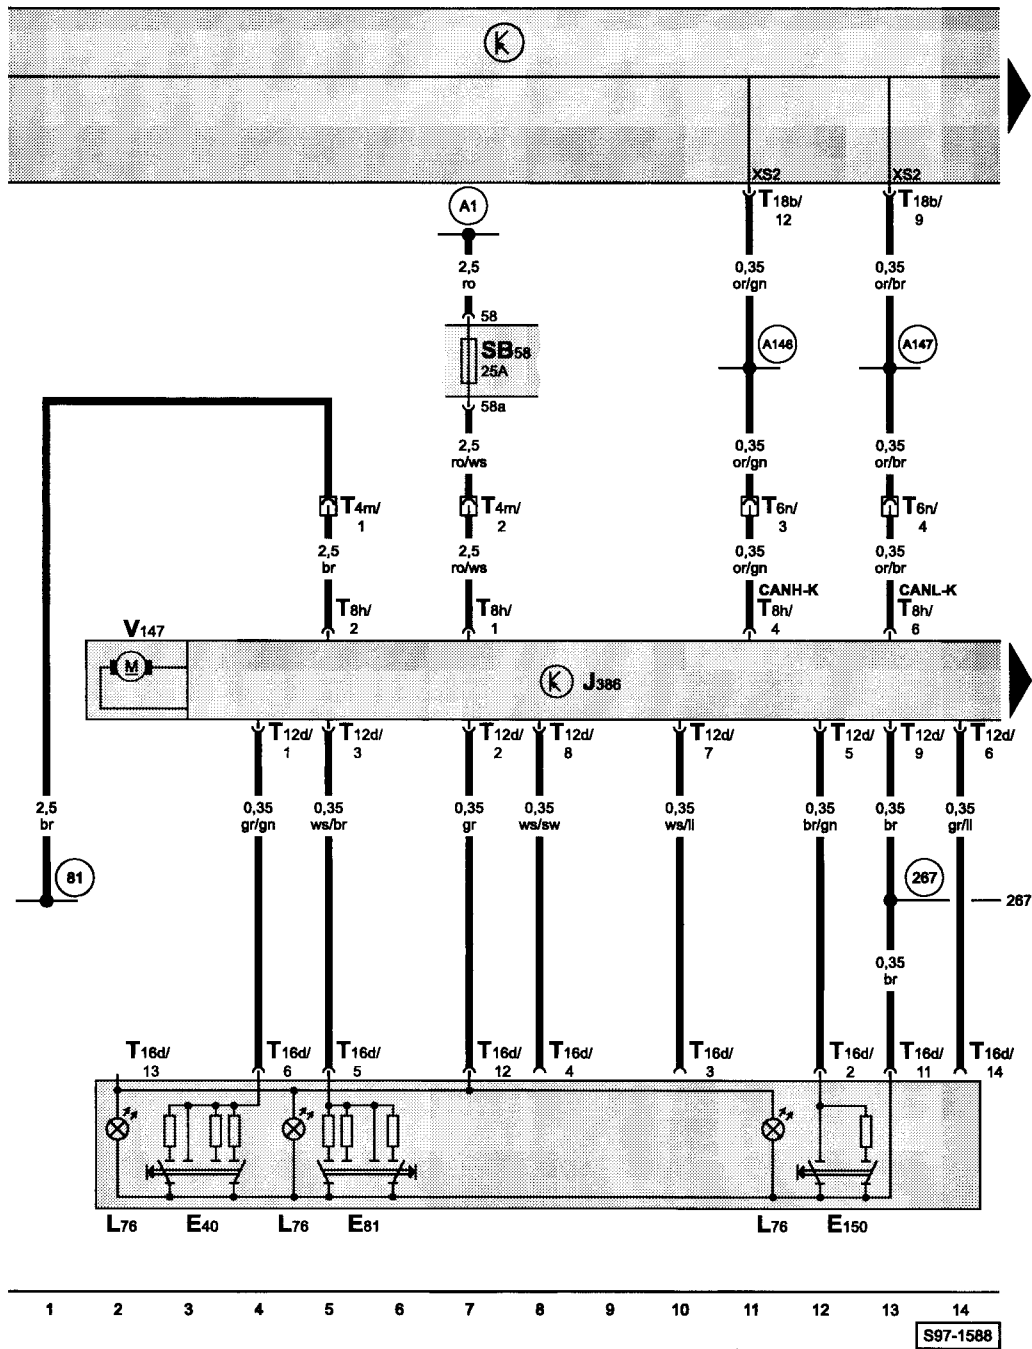 XS2 XS2
A1 T18b/ T18b/
12 9
2,5 0,35 0,35
ro or/gn or/br
58
SB58 A146 A147
25A
58a
2,5 0,35 0,35
ro/ws or/gn or/br
T4m/ T4m/ T6n/ T6n/
1 2 3 4
2,5 2,5 0,35 0,35
br ro/ws or/gn or/br
CANH-K CANL-K
T8h/ T8h/ T8h/ T8h/
2 1 4 6
V147
M J386
T12d/ T12d/ T12d/ T12d/ T12d/ T12d/ T12d/ T12d/
1 3 2 8 7 5 9 6
2,5 0,35 0,35 0,35 0,35 0,35 0,35 0,35 0,35
br gr/gn ws/br gr ws/sw ws/li br/gn br gr/li
81 267
267
0,35
br
T16d/ T16d/ T16d/ T16d/ T16d/ T16d/ T16d/ T16d/ T16d/
13 6 5 12 4 3 2 11 14
L76 E40 L76 E81 L76 E150
1 2 3 4 5 6 7 8 9 10 11 12 13 14
S97-1588